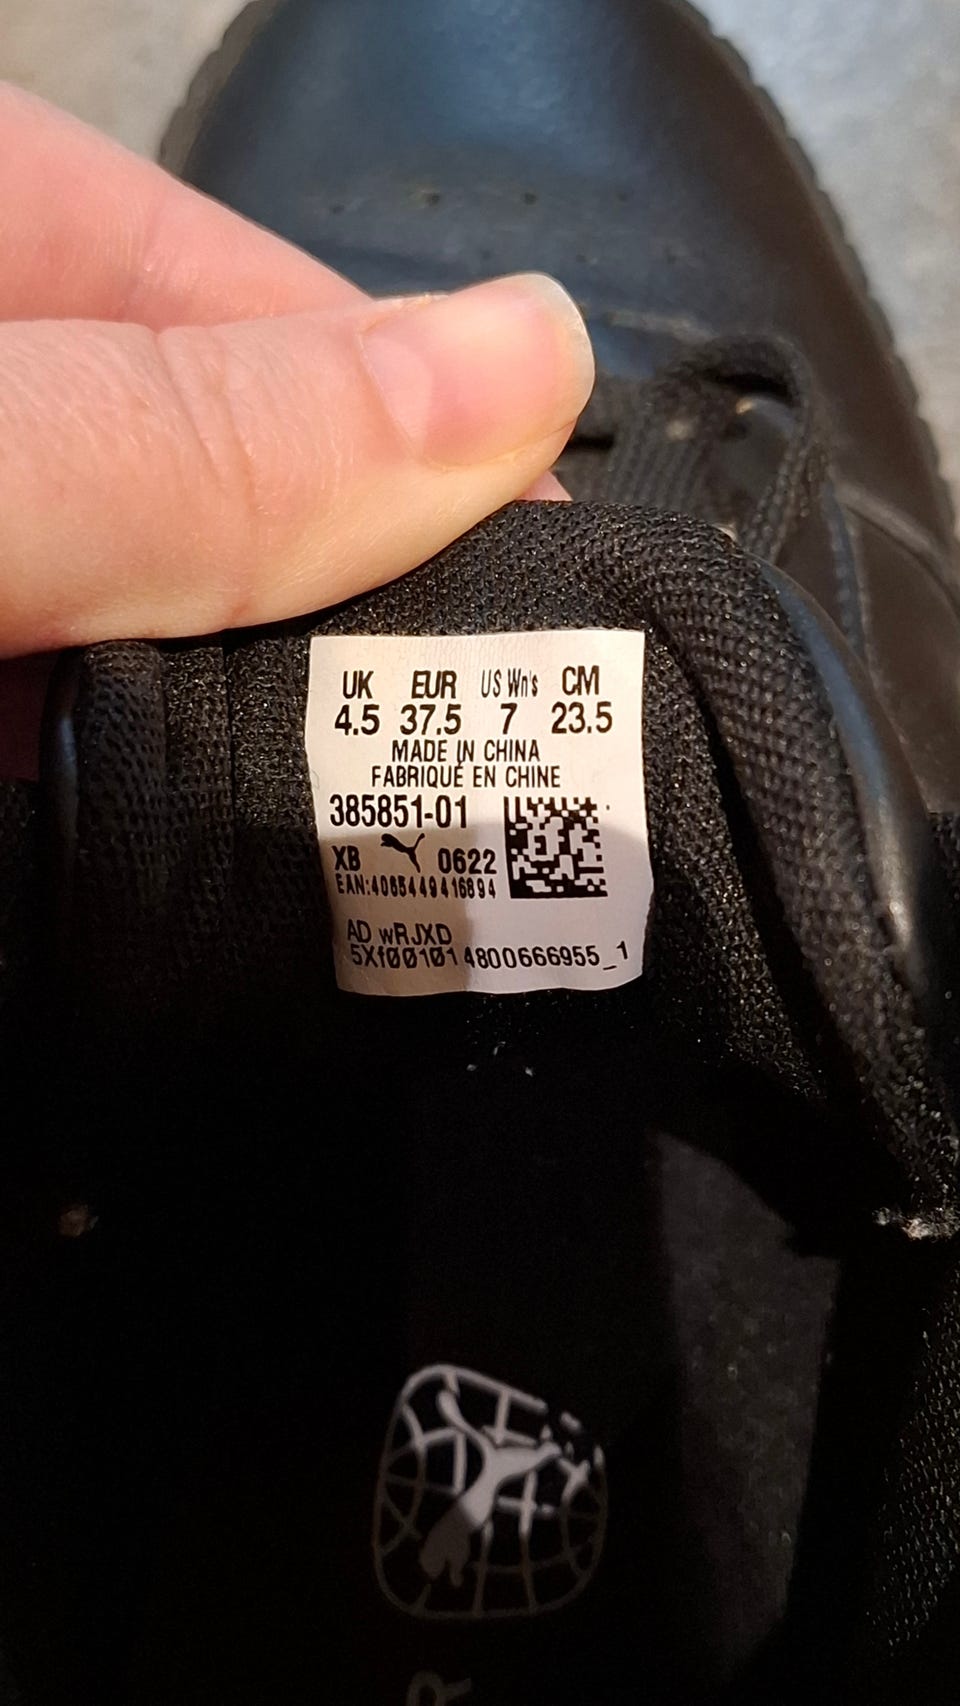 UK EUR US Wn's CM
4.5 37.5 7 23.5
MADE IN CHINA
FABRIQUÉ EN CHINE
385851-01
XB 0622
EAN:4065449416894
AD wRJXD
5Xf001014800666955_1
R